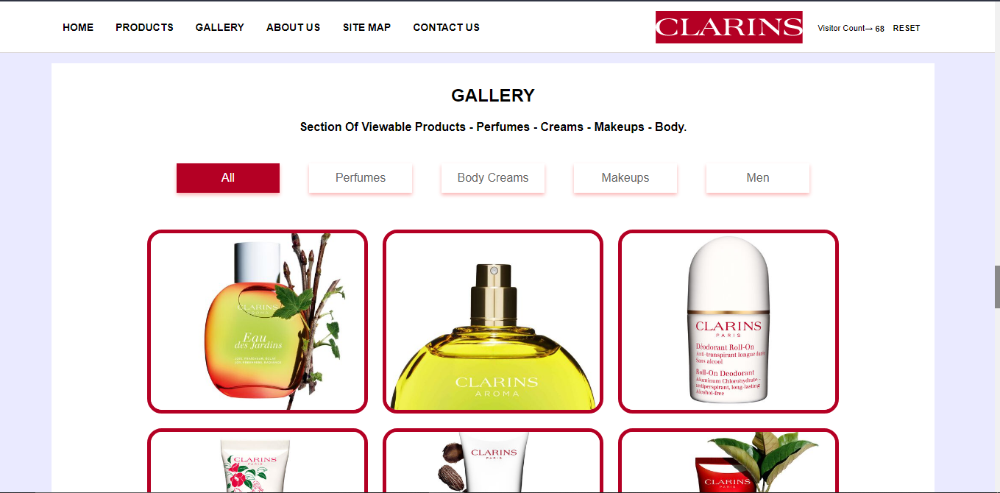 HOME PRODUCTS GALLERY ABOUT US SITE MAP CONTACT US CLARINS Visitor Count→ 68 RESET
GALLERY
Section Of Viewable Products - Perfumes - Creams - Makeups - Body.
All Perfumes Body Creams Makeups Men
CLARINS
Eau
des Jardins
CLARINS
AROMA
CLARINS
PARIS
Déodorant Roll-On
Anti-transpirant longue durée
Sans alcool
Roll-On Deodorant
Aluminum Chlorohydrate -
antiperspirant, long-lasting
Alcohol-free
CLARINS
PARIS
CLARINS
PARIS
CLARINS
PARIS